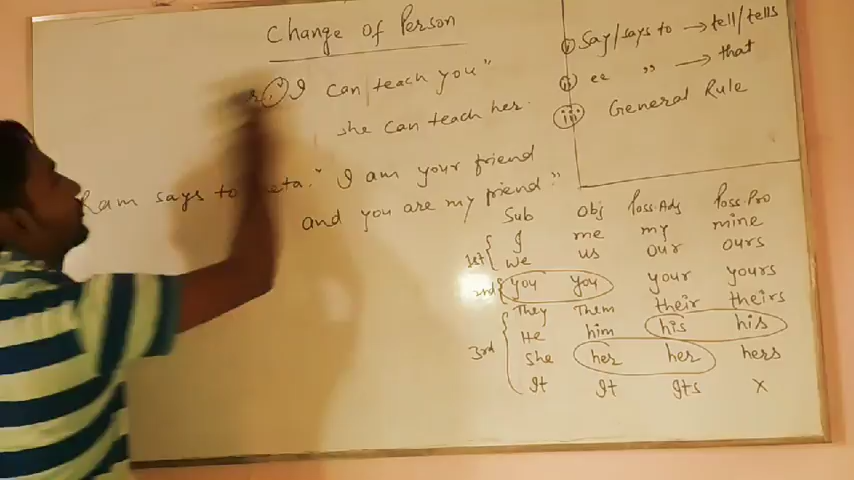 Change of Person
," I can teach you"
she can teach her.
Ram says to "I am your friend
and you are my friend."
(i) Say/says to → tell/tells
(ii) " → that
(iii) General Rule
Sub Obj Poss.Adj Poss.Pro
1st { I me my mine
we us our ours
2nd { you you your yours
3rd { They Them their theirs
He him his his
She her her hers
It It Its X